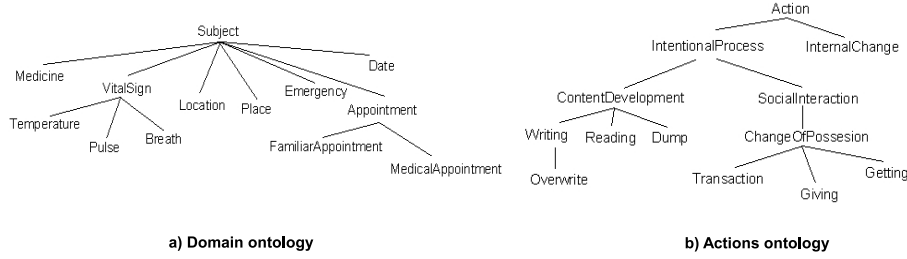 Subject
Medicine
VitalSign
Location
Place
Emergency
Appointment
Date
Temperature
Pulse
Breath
FamiliarAppointment
MedicalAppointment
a) Domain ontology
Action
IntentionalProcess
InternalChange
ContentDevelopment
SocialInteraction
Writing
Reading
Dump
ChangeOfPossesion
Overwrite
Transaction
Giving
Getting
b) Actions ontology